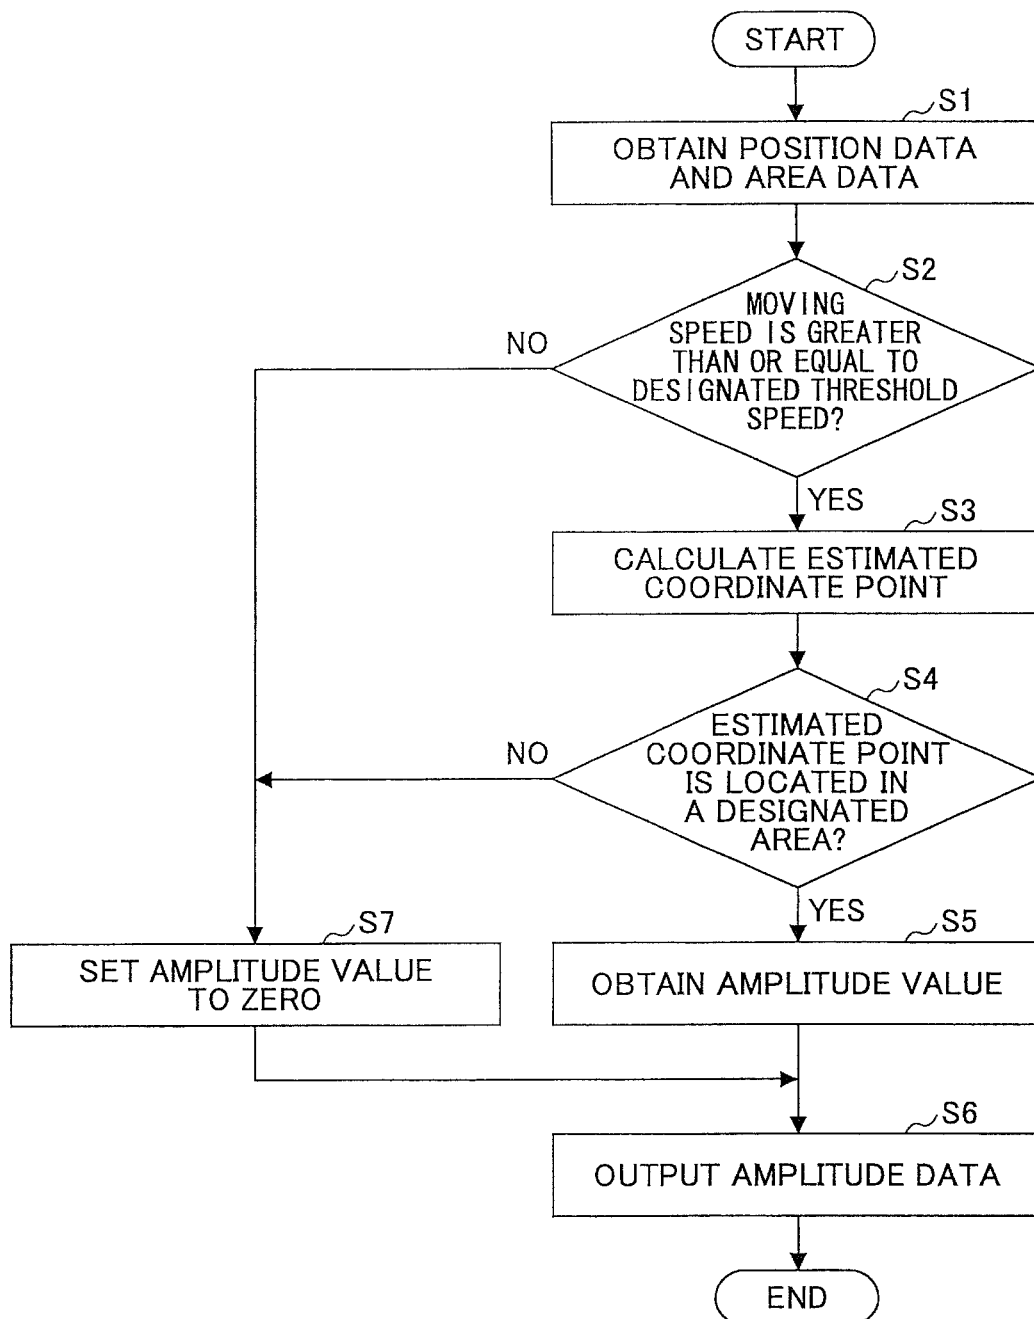 START
S1
OBTAIN POSITION DATA
AND AREA DATA
S2
MOVING
SPEED IS GREATER
THAN OR EQUAL TO
DESIGNATED THRESHOLD
SPEED?
NO
YES
S3
CALCULATE ESTIMATED
COORDINATE POINT
S4
ESTIMATED
COORDINATE POINT
IS LOCATED IN
A DESIGNATED
AREA?
NO
YES
S7
SET AMPLITUDE VALUE
TO ZERO
S5
OBTAIN AMPLITUDE VALUE
S6
OUTPUT AMPLITUDE DATA
END